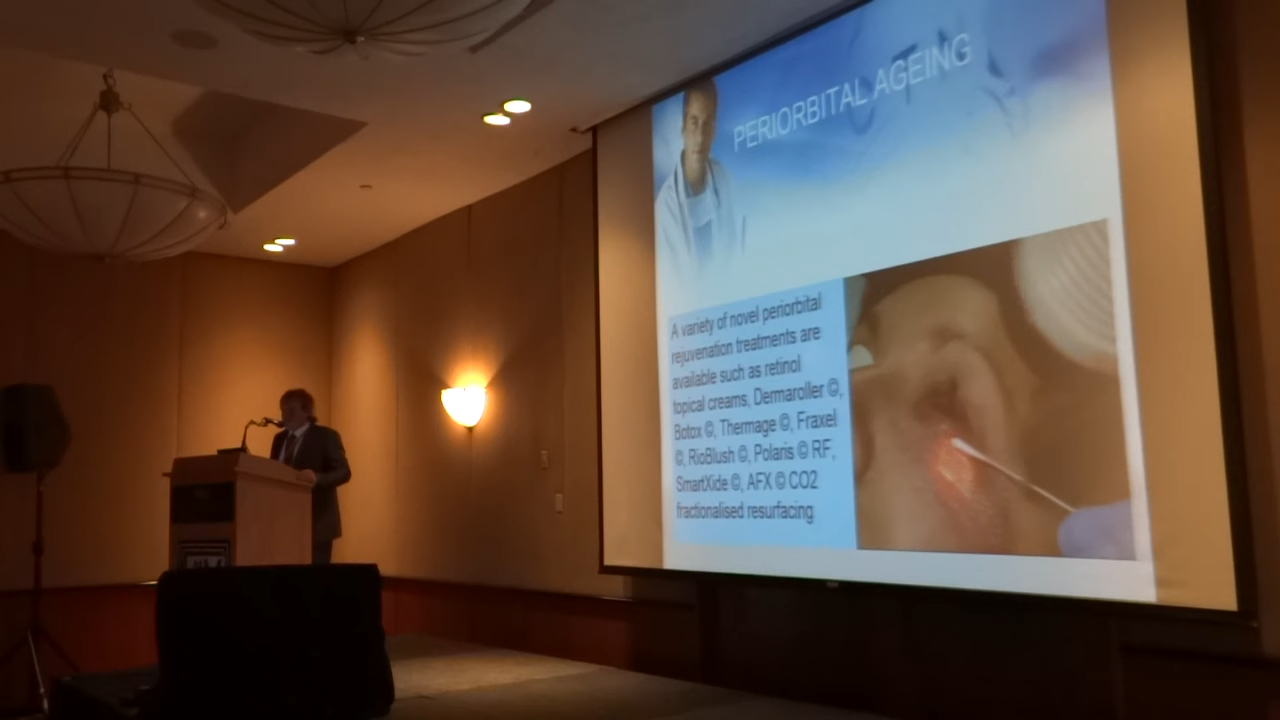 PERIORBITAL AGEING
A variety of novel periorbital
rejuvenation treatments are
available such as retinol
topical creams, Dermaroller ©,
Botox ©, Thermage ©, Fraxel
©, RioBlush ©, Polaris © RF,
SmartXide ©, AFX © CO2
fractionalised resurfacing